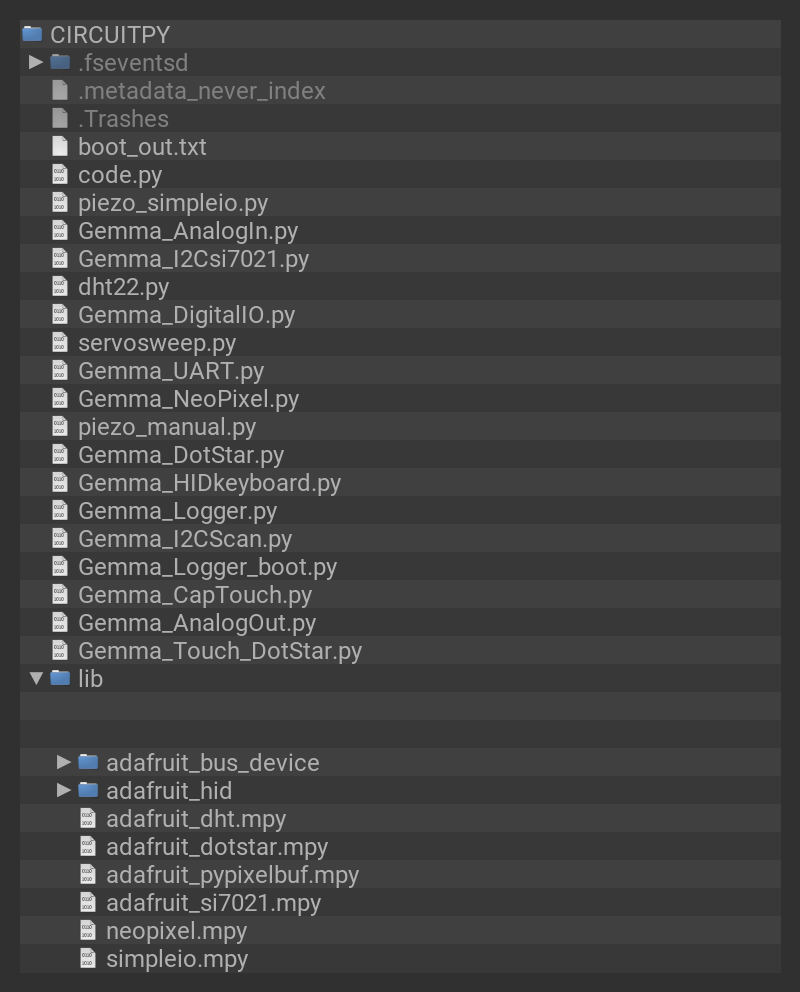 CIRCUITPY
.fseventsd
.metadata_never_index
.Trashes
boot_out.txt
code.py
piezo_simpleio.py
Gemma_AnalogIn.py
Gemma_I2Csi7021.py
dht22.py
Gemma_DigitalIO.py
servosweep.py
Gemma_UART.py
Gemma_NeoPixel.py
piezo_manual.py
Gemma_DotStar.py
Gemma_HIDkeyboard.py
Gemma_Logger.py
Gemma_I2CScan.py
Gemma_Logger_boot.py
Gemma_CapTouch.py
Gemma_AnalogOut.py
Gemma_Touch_DotStar.py
lib
adafruit_bus_device
adafruit_hid
adafruit_dht.mpy
adafruit_dotstar.mpy
adafruit_pypixelbuf.mpy
adafruit_si7021.mpy
neopixel.mpy
simpleio.mpy